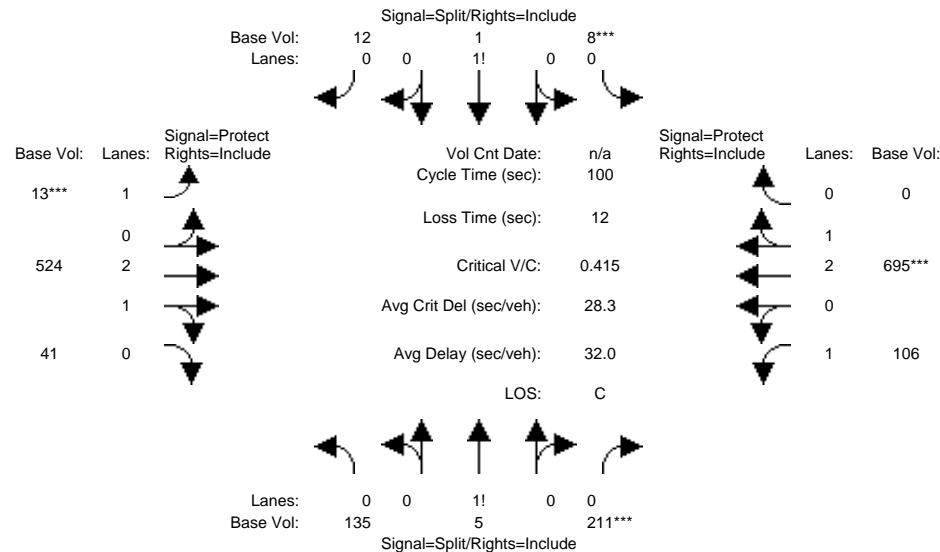 Signal=Split/Rights=Include
Base Vol: 12 1 8***
Lanes: 0 0 1! 0 0
Signal=Protect
Base Vol: Lanes: Rights=Include
Vol Cnt Date: n/a
Signal=Protect
Rights=Include Lanes: Base Vol:
Cycle Time (sec): 100
13*** 1
0 0
Loss Time (sec): 12
0
1
524 2
Critical V/C: 0.415
2 695***
1
Avg Crit Del (sec/veh): 28.3
0
41 0
Avg Delay (sec/veh): 32.0
1 106
LOS: C
Lanes: 0 0 1! 0 0
Base Vol: 135 5 211***
Signal=Split/Rights=Include